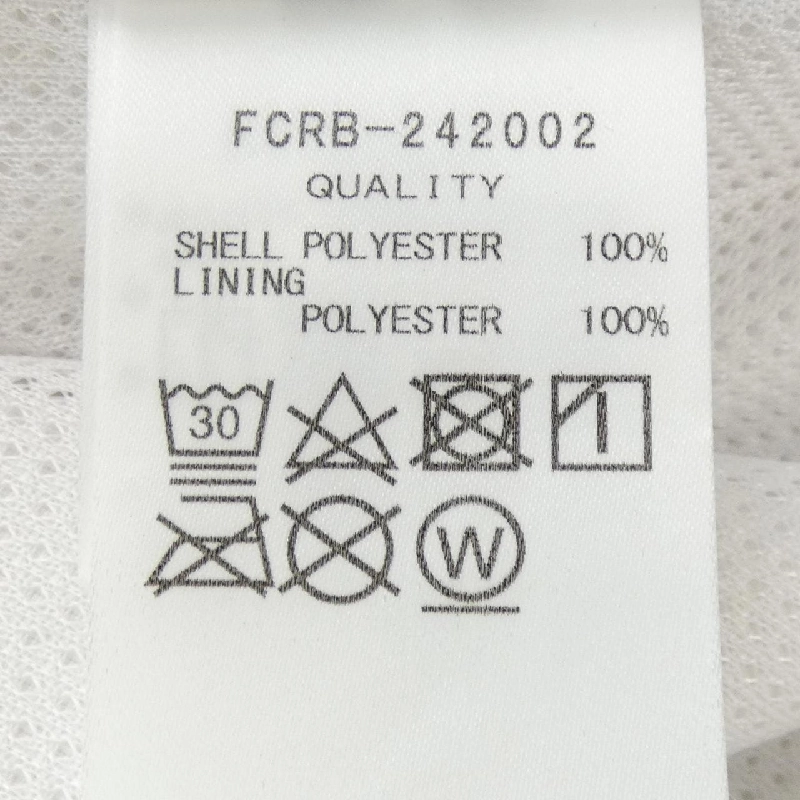 FCRB-242002
QUALITY
SHELL POLYESTER 100%
LINING
POLYESTER 100%
30
W